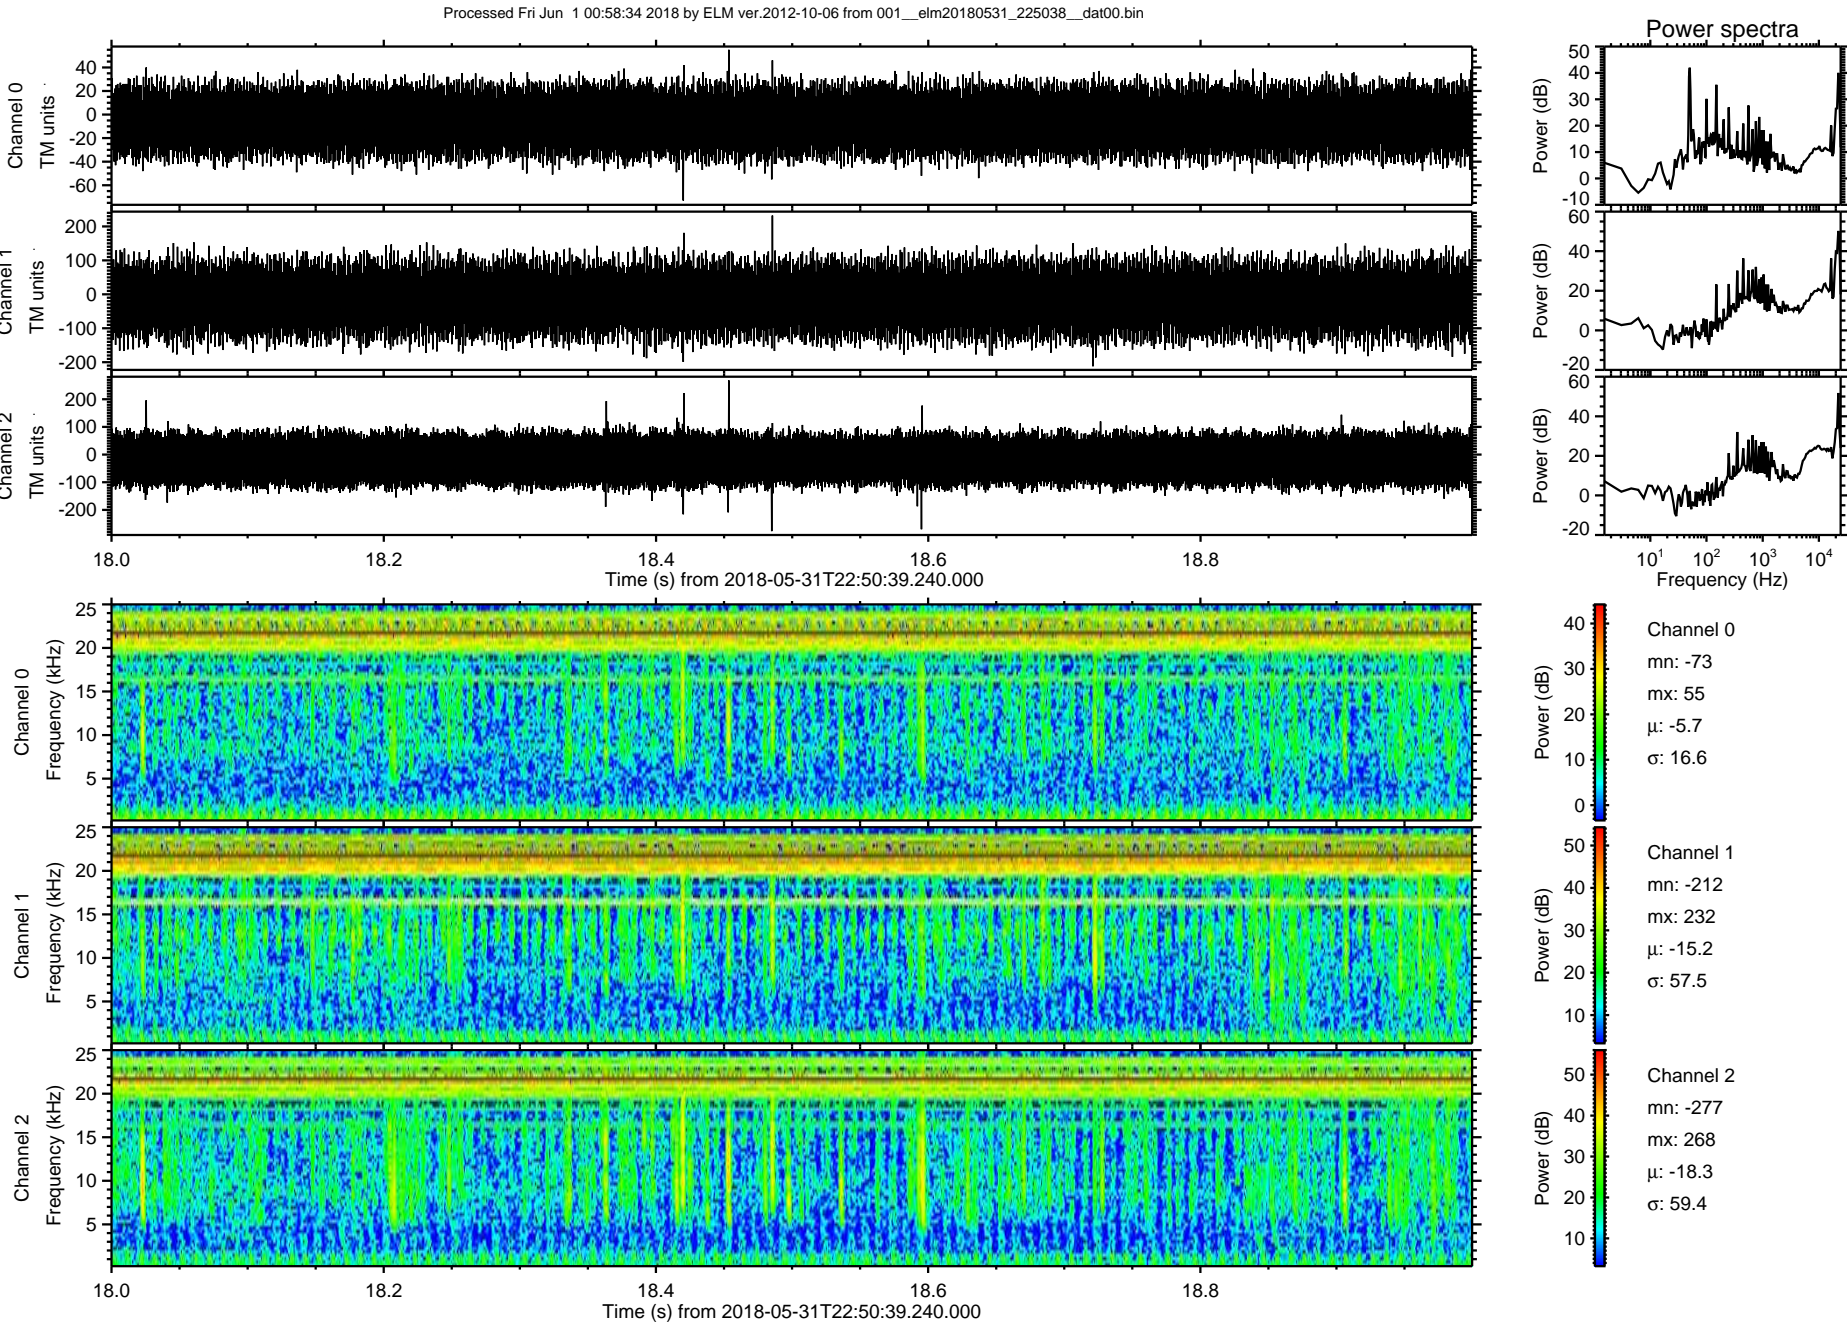 Processed Fri Jun 1 00:58:34 2018 by ELM ver.2012-10-06 from 001__elm20180531_225038__dat00.bin
Power spectra
Channel 0
TM units
40
20
0
-20
-40
-60
Power (dB)
50
40
30
20
10
0
-10
Channel 1
TM units
200
100
0
-100
-200
Power (dB)
60
40
20
0
-20
Channel 2
TM units
200
100
0
-100
-200
Power (dB)
60
40
20
0
-20
18.0 18.2 18.4 18.6 18.8
Time (s) from 2018-05-31T22:50:39.240.000
10^1 10^2 10^3 10^4
Frequency (Hz)
Channel 0
Frequency (kHz)
25
20
15
10
5
Power (dB)
40
30
20
10
0
Channel 0
mn: -73
mx: 55
μ: -5.7
σ: 16.6
Channel 1
Frequency (kHz)
25
20
15
10
5
Power (dB)
50
40
30
20
10
Channel 1
mn: -212
mx: 232
μ: -15.2
σ: 57.5
Channel 2
Frequency (kHz)
25
20
15
10
5
Power (dB)
50
40
30
20
10
Channel 2
mn: -277
mx: 268
μ: -18.3
σ: 59.4
18.0 18.2 18.4 18.6 18.8
Time (s) from 2018-05-31T22:50:39.240.000